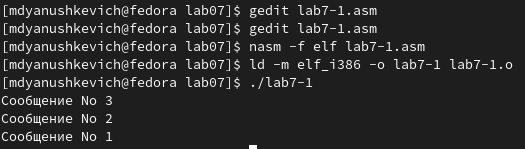 [mdyanushkevich@fedora lab07]$ gedit lab7-1.asm
[mdyanushkevich@fedora lab07]$ gedit lab7-1.asm
[mdyanushkevich@fedora lab07]$ nasm -f elf lab7-1.asm
[mdyanushkevich@fedora lab07]$ ld -m elf_i386 -o lab7-1 lab7-1.o
[mdyanushkevich@fedora lab07]$ ./lab7-1
Сообщение No 3
Сообщение No 2
Сообщение No 1